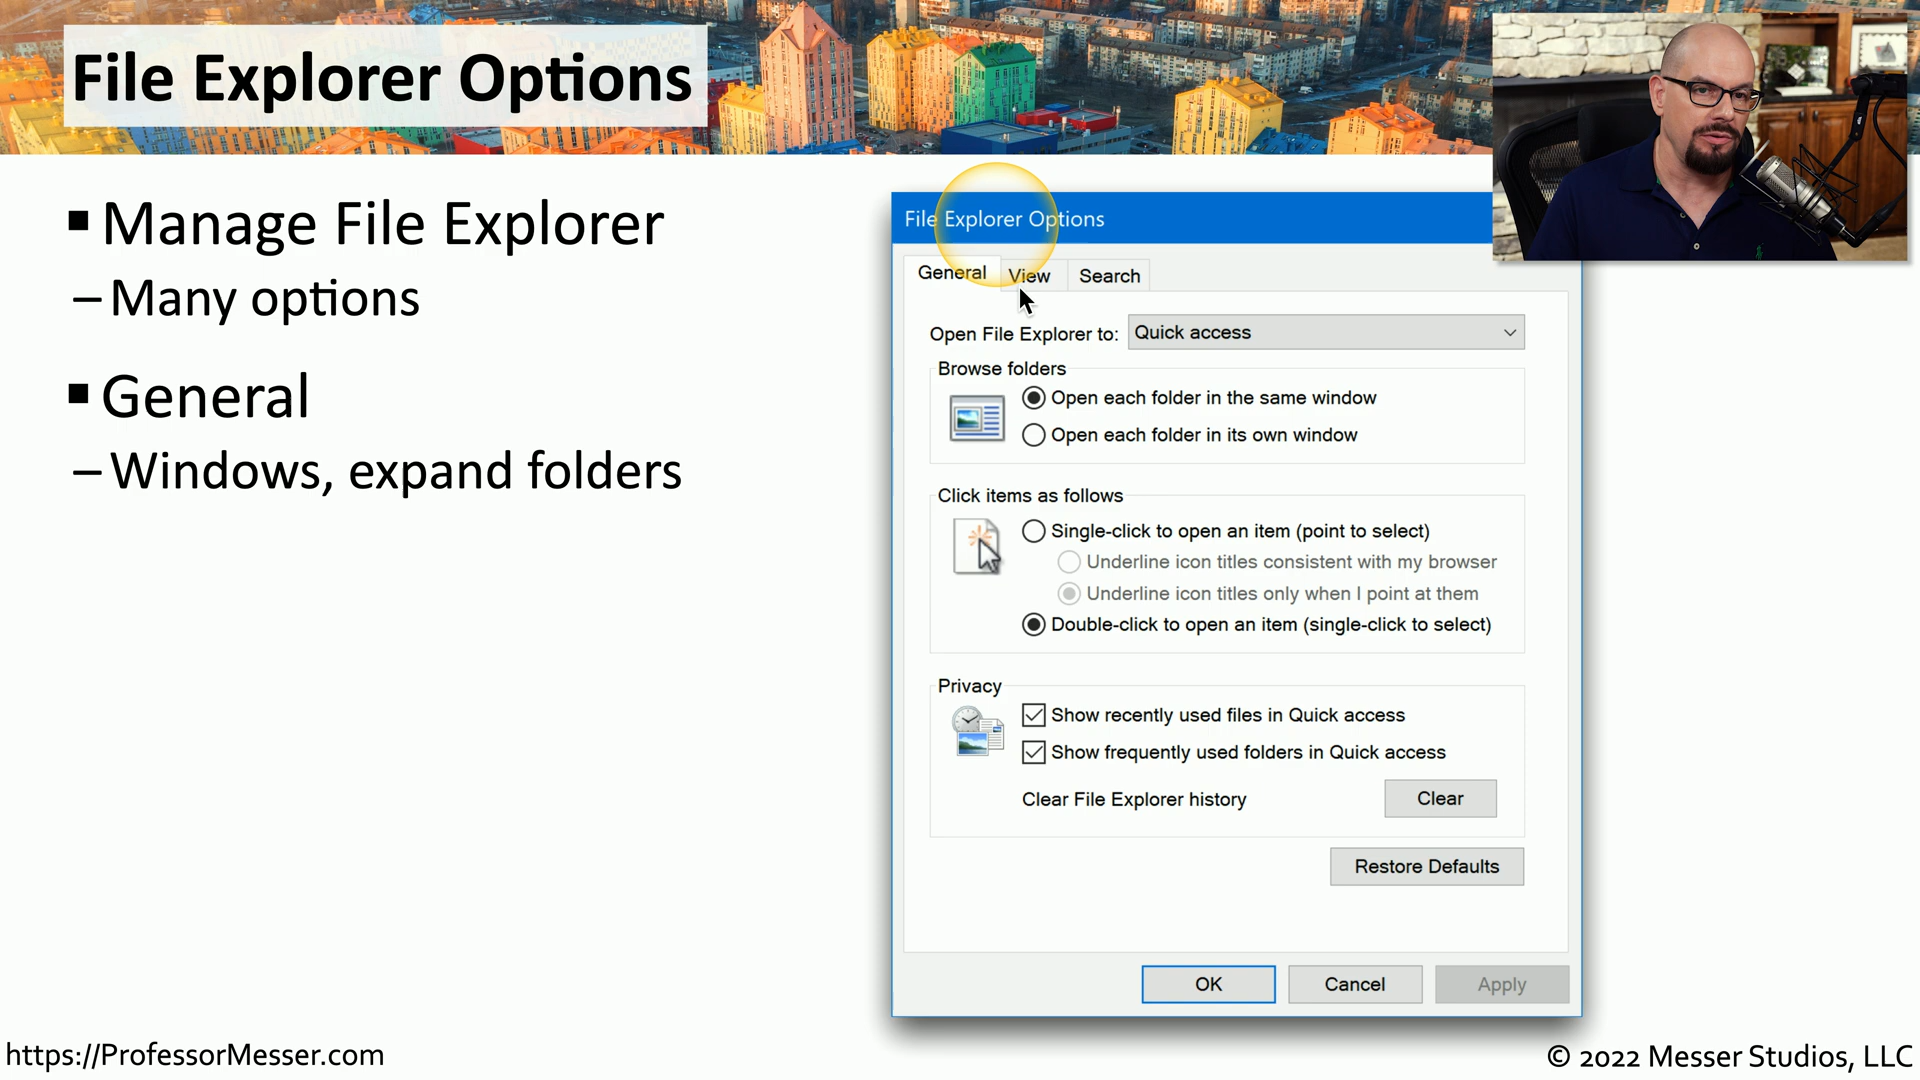 File Explorer Options
■ Manage File Explorer
– Many options
■ General
– Windows, expand folders
File Explorer Options
General View Search
Open File Explorer to: Quick access
Browse folders
Open each folder in the same window
Open each folder in its own window
Click items as follows
Single-click to open an item (point to select)
Underline icon titles consistent with my browser
Underline icon titles only when I point at them
Double-click to open an item (single-click to select)
Privacy
Show recently used files in Quick access
Show frequently used folders in Quick access
Clear File Explorer history Clear
Restore Defaults
OK Cancel Apply
https://ProfessorMesser.com
© 2022 Messer Studios, LLC